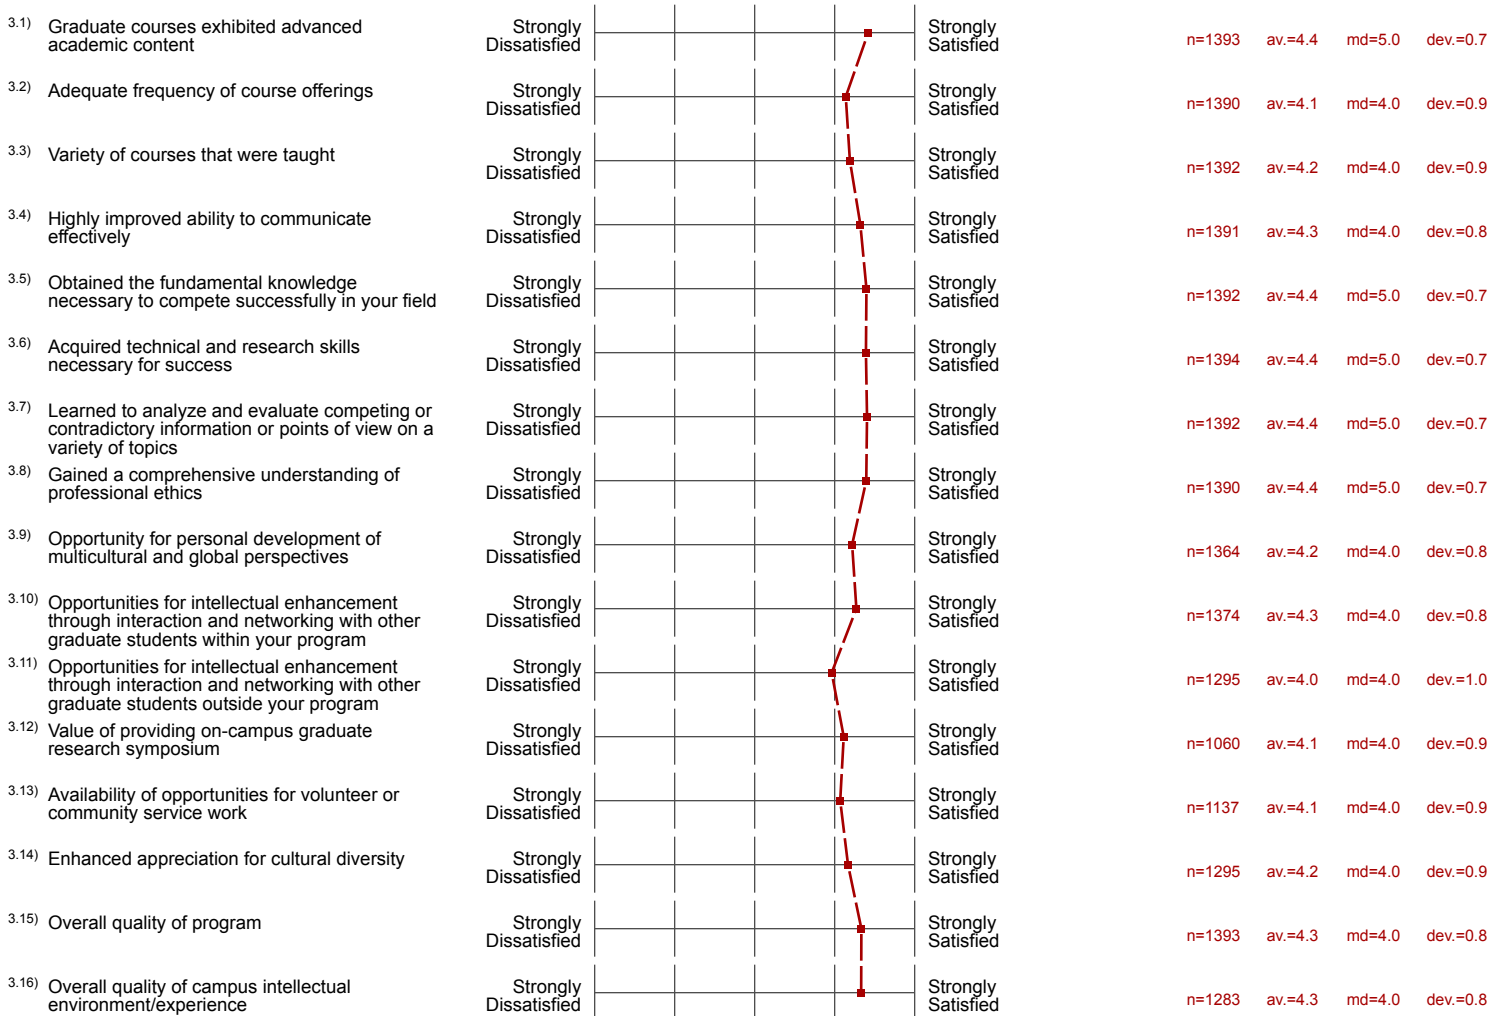 3.1) Graduate courses exhibited advanced
academic content
Strongly
Dissatisfied
Strongly
Satisfied
n=1393 av.=4.4 md=5.0 dev.=0.7
3.2) Adequate frequency of course offerings
Strongly
Dissatisfied
Strongly
Satisfied
n=1390 av.=4.1 md=4.0 dev.=0.9
3.3) Variety of courses that were taught
Strongly
Dissatisfied
Strongly
Satisfied
n=1392 av.=4.2 md=4.0 dev.=0.9
3.4) Highly improved ability to communicate
effectively
Strongly
Dissatisfied
Strongly
Satisfied
n=1391 av.=4.3 md=4.0 dev.=0.8
3.5) Obtained the fundamental knowledge
necessary to compete successfully in your field
Strongly
Dissatisfied
Strongly
Satisfied
n=1392 av.=4.4 md=5.0 dev.=0.7
3.6) Acquired technical and research skills
necessary for success
Strongly
Dissatisfied
Strongly
Satisfied
n=1394 av.=4.4 md=5.0 dev.=0.7
3.7) Learned to analyze and evaluate competing or
contradictory information or points of view on a
variety of topics
Strongly
Dissatisfied
Strongly
Satisfied
n=1392 av.=4.4 md=5.0 dev.=0.7
3.8) Gained a comprehensive understanding of
professional ethics
Strongly
Dissatisfied
Strongly
Satisfied
n=1390 av.=4.4 md=5.0 dev.=0.7
3.9) Opportunity for personal development of
multicultural and global perspectives
Strongly
Dissatisfied
Strongly
Satisfied
n=1364 av.=4.2 md=4.0 dev.=0.8
3.10) Opportunities for intellectual enhancement
through interaction and networking with other
graduate students within your program
Strongly
Dissatisfied
Strongly
Satisfied
n=1374 av.=4.3 md=4.0 dev.=0.8
3.11) Opportunities for intellectual enhancement
through interaction and networking with other
graduate students outside your program
Strongly
Dissatisfied
Strongly
Satisfied
n=1295 av.=4.0 md=4.0 dev.=1.0
3.12) Value of providing on-campus graduate
research symposium
Strongly
Dissatisfied
Strongly
Satisfied
n=1060 av.=4.1 md=4.0 dev.=0.9
3.13) Availability of opportunities for volunteer or
community service work
Strongly
Dissatisfied
Strongly
Satisfied
n=1137 av.=4.1 md=4.0 dev.=0.9
3.14) Enhanced appreciation for cultural diversity
Strongly
Dissatisfied
Strongly
Satisfied
n=1295 av.=4.2 md=4.0 dev.=0.9
3.15) Overall quality of program
Strongly
Dissatisfied
Strongly
Satisfied
n=1393 av.=4.3 md=4.0 dev.=0.8
3.16) Overall quality of campus intellectual
environment/experience
Strongly
Dissatisfied
Strongly
Satisfied
n=1283 av.=4.3 md=4.0 dev.=0.8